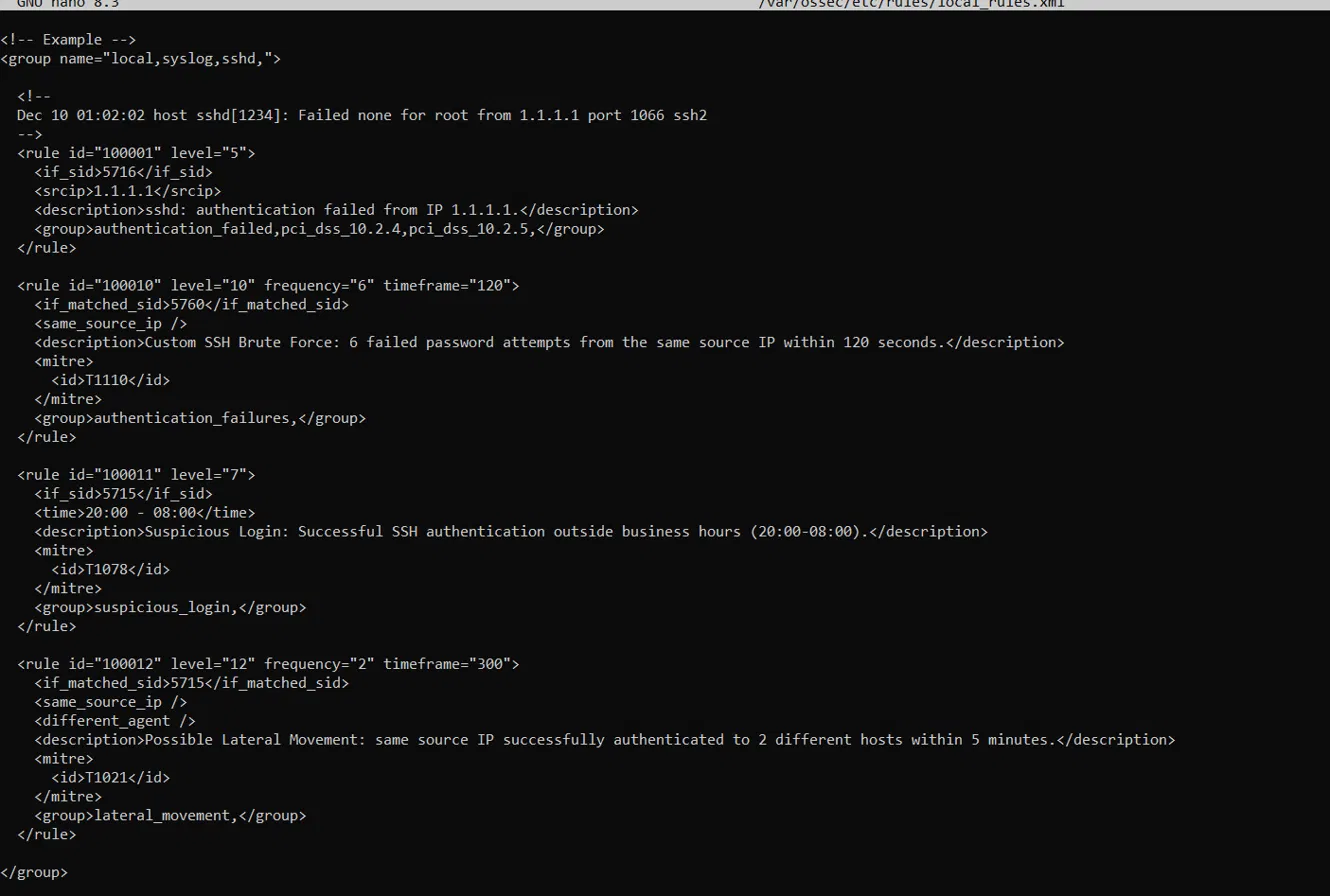 GNU nano 8.3 /var/ossec/etc/rules/local_rules.xml
<!-- Example -->
<group name="local,syslog,sshd,">
  <!--
  Dec 10 01:02:02 host sshd[1234]: Failed none for root from 1.1.1.1 port 1066 ssh2
  -->
  <rule id="100001" level="5">
    <if_sid>5716</if_sid>
    <srcip>1.1.1.1</srcip>
    <description>sshd: authentication failed from IP 1.1.1.1.</description>
    <group>authentication_failed,pci_dss_10.2.4,pci_dss_10.2.5,</group>
  </rule>
  <rule id="100010" level="10" frequency="6" timeframe="120">
    <if_matched_sid>5760</if_matched_sid>
    <same_source_ip />
    <description>Custom SSH Brute Force: 6 failed password attempts from the same source IP within 120 seconds.</description>
    <mitre>
      <id>T1110</id>
    </mitre>
    <group>authentication_failures,</group>
  </rule>
  <rule id="100011" level="7">
    <if_sid>5715</if_sid>
    <time>20:00 - 08:00</time>
    <description>Suspicious Login: Successful SSH authentication outside business hours (20:00-08:00).</description>
    <mitre>
      <id>T1078</id>
    </mitre>
    <group>suspicious_login,</group>
  </rule>
  <rule id="100012" level="12" frequency="2" timeframe="300">
    <if_matched_sid>5715</if_matched_sid>
    <same_source_ip />
    <different_agent />
    <description>Possible Lateral Movement: same source IP successfully authenticated to 2 different hosts within 5 minutes.</description>
    <mitre>
      <id>T1021</id>
    </mitre>
    <group>lateral_movement,</group>
  </rule>
</group>